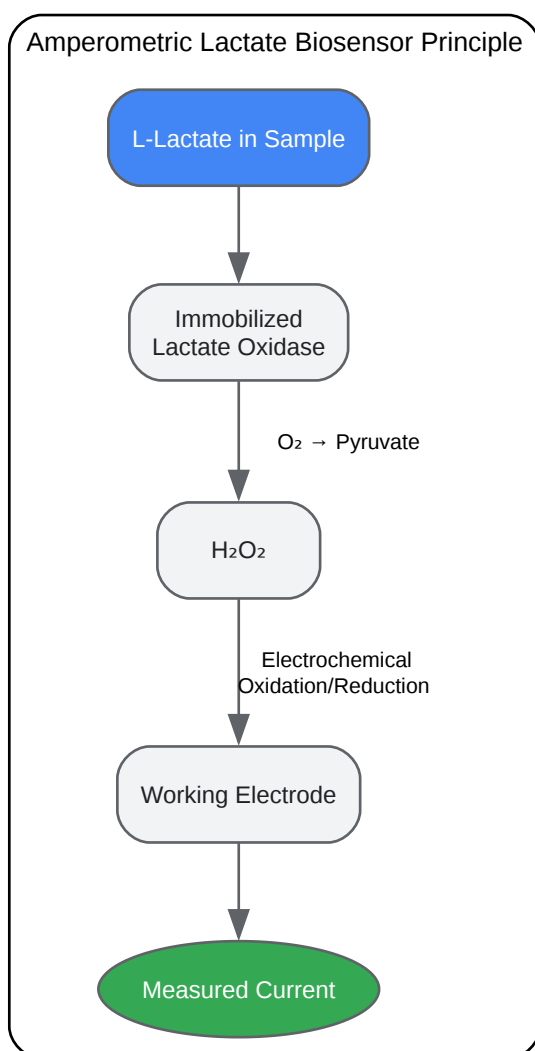 Amperometric Lactate Biosensor Principle
L-Lactate in Sample
Immobilized
Lactate Oxidase
O₂ → Pyruvate
H₂O₂
Electrochemical
Oxidation/Reduction
Working Electrode
Measured Current